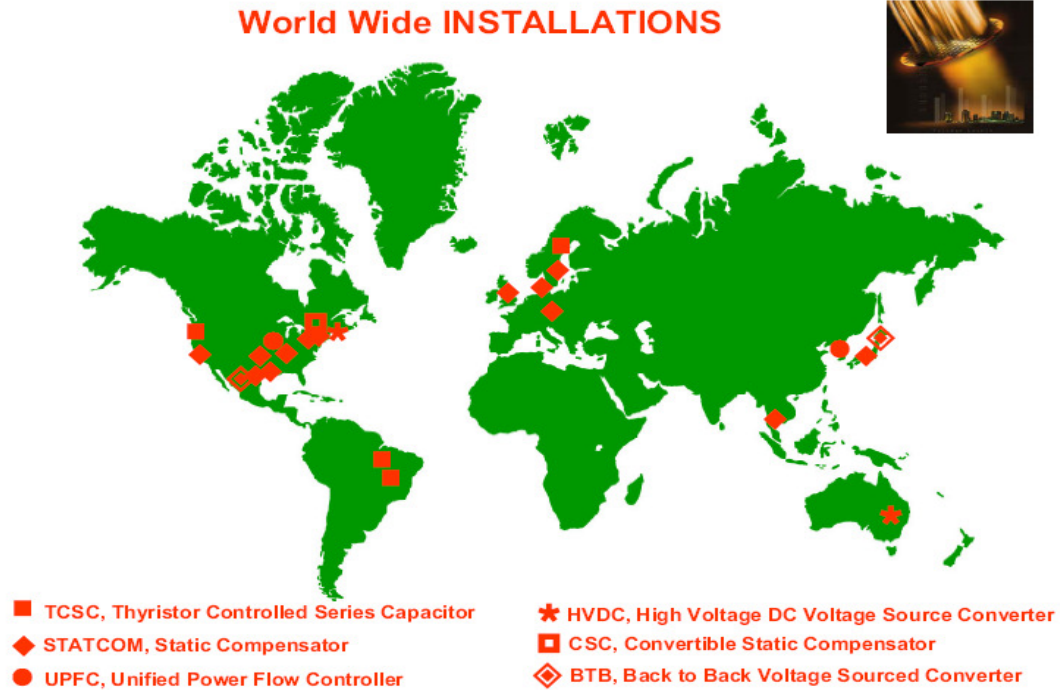 World Wide INSTALLATIONS
TCSC, Thyristor Controlled Series Capacitor
STATCOM, Static Compensator
UPFC, Unified Power Flow Controller
HVDC, High Voltage DC Voltage Source Converter
CSC, Convertible Static Compensator
BTB, Back to Back Voltage Sourced Converter